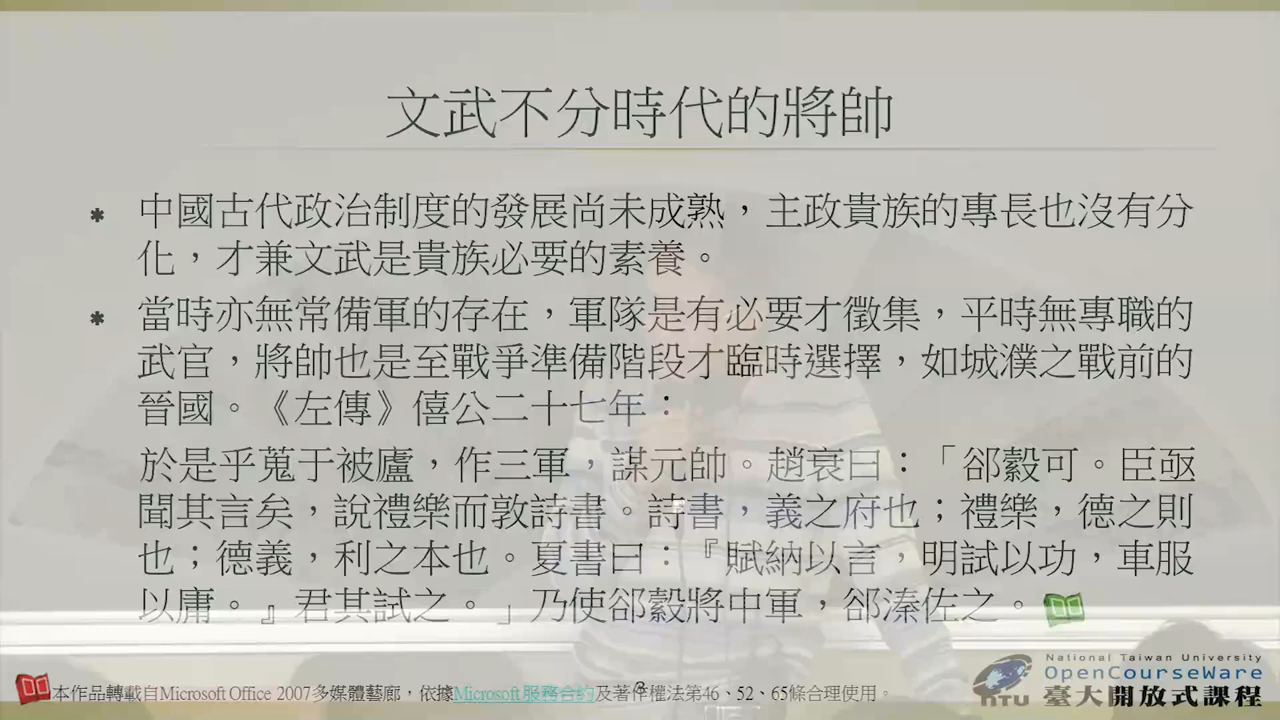 文武不分時代的將帥
* 中國古代政治制度的發展尚未成熟，主政貴族的專長也沒有分
化，才兼文武是貴族必要的素養。
* 當時亦無常備軍的存在，軍隊是有必要才徵集，平時無專職的
武官，將帥也是至戰爭準備階段才臨時選擇，如城濮之戰前的
晉國。《左傳》僖公二十七年：
於是乎蒐于被廬，作三軍，謀元帥。趙衰曰：「郤縠可。臣亟
聞其言矣，說禮樂而敦詩書。詩書，義之府也；禮樂，德之則
也；德義，利之本也。夏書曰：『賦納以言，明試以功，車服
以庸。』君其試之。」乃使郤縠將中軍，郤溱佐之。
本作品轉載自Microsoft Office 2007多媒體藝廊，依據Microsoft服務合約及著作權法第46、52、65條合理使用。
National Taiwan University
OpenCourseWare
NTU 臺大開放式課程